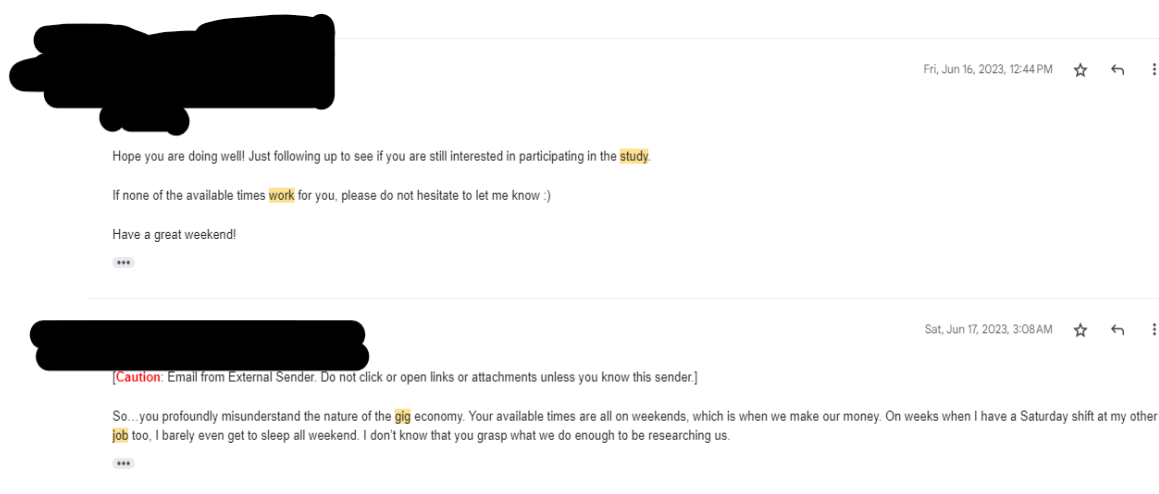 Fri, Jun 16, 2023, 12:44 PM
Hope you are doing well! Just following up to see if you are still interested in participating in the study.
If none of the available times work for you, please do not hesitate to let me know :)
Have a great weekend!
Sat, Jun 17, 2023, 3:08 AM
[Caution: Email from External Sender. Do not click or open links or attachments unless you know this sender.]
So…you profoundly misunderstand the nature of the gig economy. Your available times are all on weekends, which is when we make our money. On weeks when I have a Saturday shift at my other
job too, I barely even get to sleep all weekend. I don't know that you grasp what we do enough to be researching us.